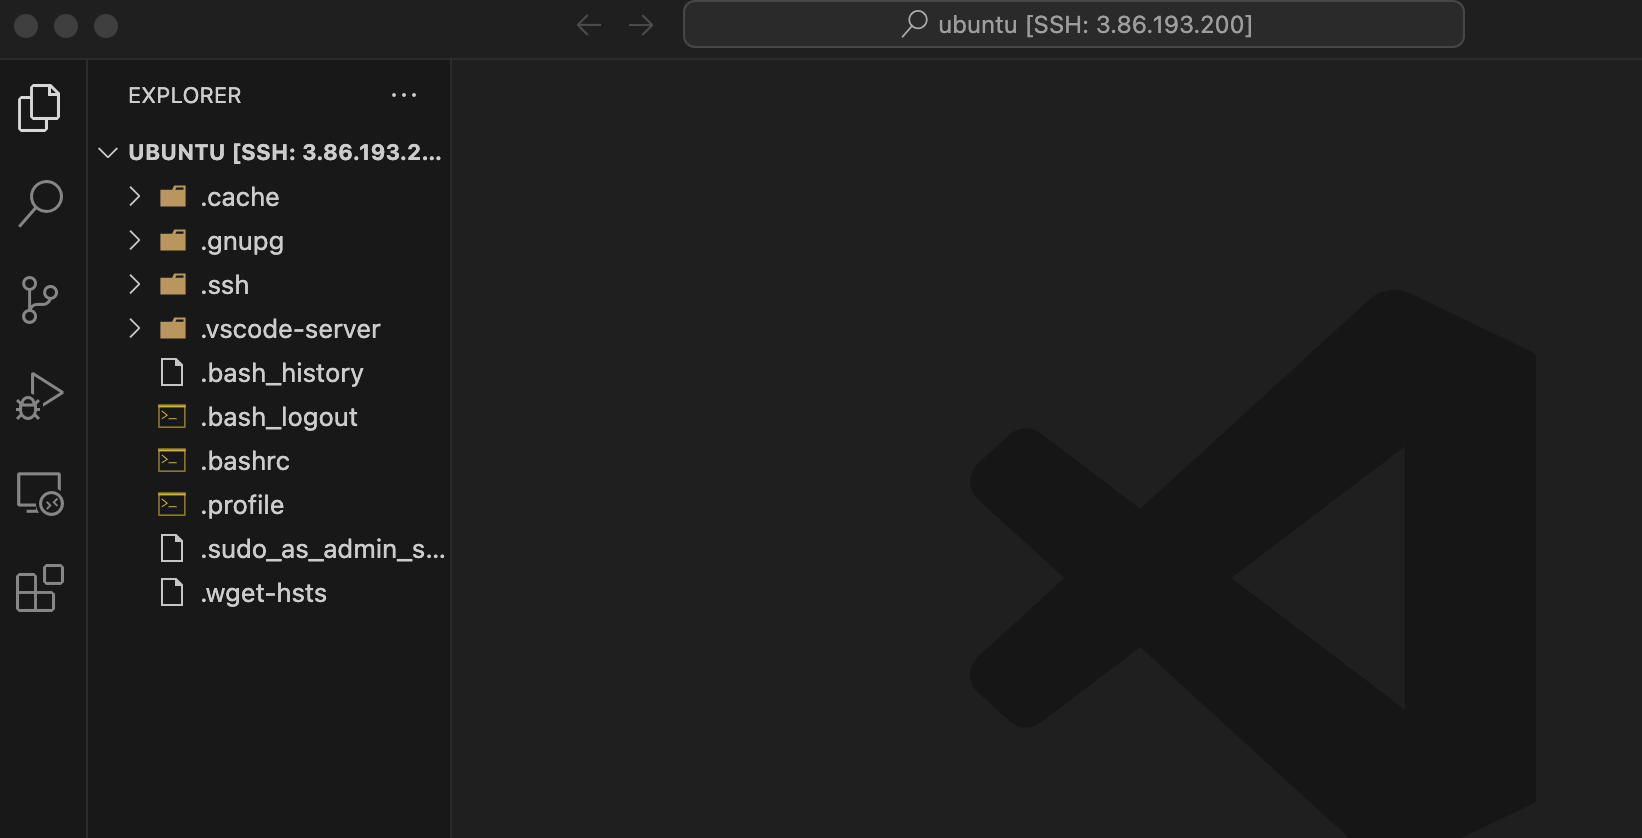 ubuntu [SSH: 3.86.193.200]
EXPLORER
UBUNTU [SSH: 3.86.193.2...
.cache
.gnupg
.ssh
.vscode-server
.bash_history
.bash_logout
.bashrc
.profile
.sudo_as_admin_s...
.wget-hsts